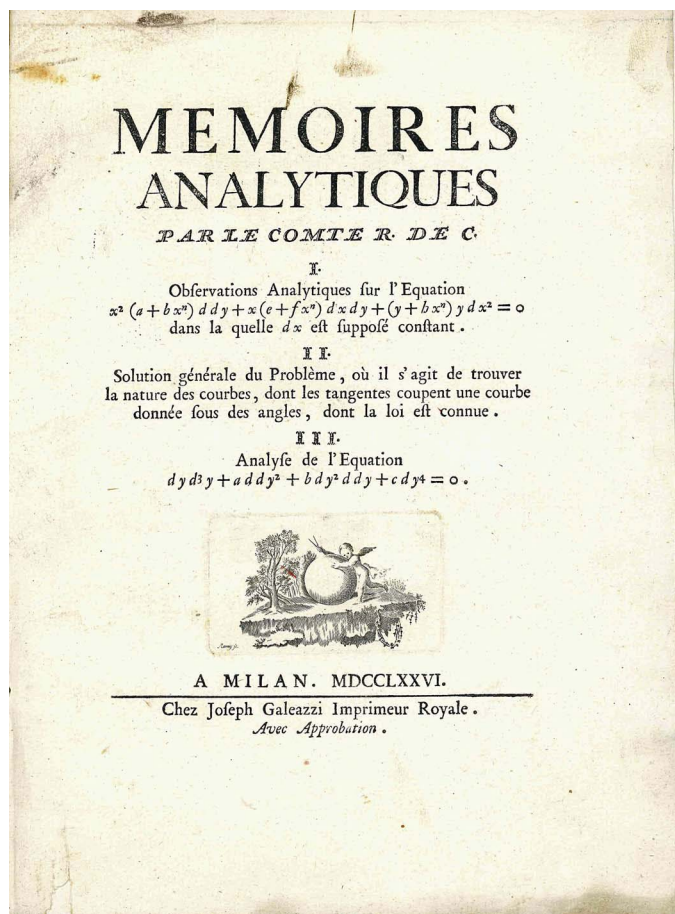 MEMOIRES
ANALYTIQUES
PAR LE COMTE R. DE C.
I.
Obſervations Analytiques ſur l'Equation
x² (a+bxⁿ) ddy+x(e+fxⁿ) dxdy+(y+bxⁿ) ydx²=0
dans la quelle dx eſt ſuppoſé conſtant.
II.
Solution générale du Problème, où il s'agit de trouver
la nature des courbes, dont les tangentes coupent une courbe
donnée ſous des angles, dont la loi eſt connue.
III.
Analyſe de l'Equation
dyd³y+addy²+bdy²ddy+cdy⁴=0.
A MILAN. MDCCLXXVI.
Chez Joſeph Galeazzi Imprimeur Royale.
Avec Approbation.